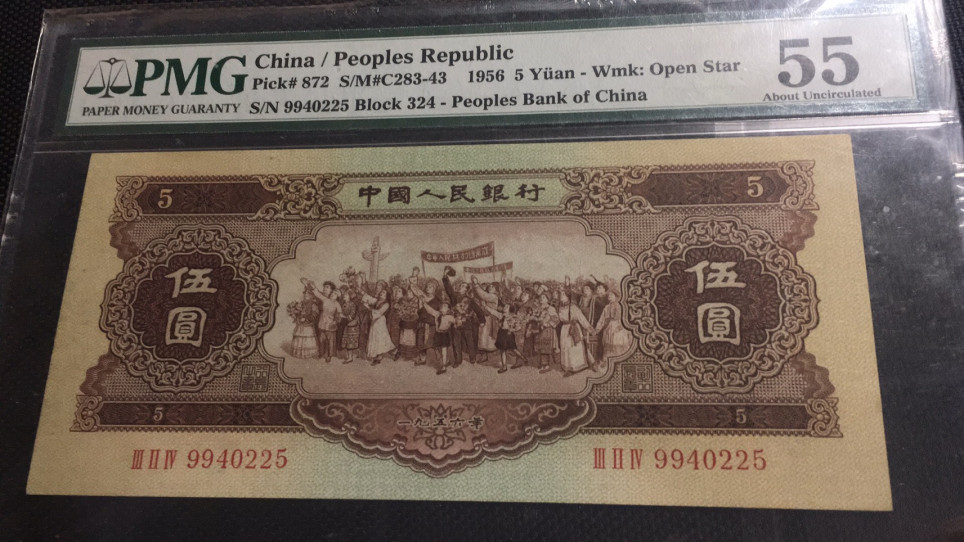 PMG
PAPER MONEY GUARANTY
China / Peoples Republic
Pick# 872 S/M#C283-43 1956 5 Yüan - Wmk: Open Star
S/N 9940225 Block 324 - Peoples Bank of China
55
About Uncirculated
5 中國人民銀行 5
伍圓 伍圓
5 一九五六年 5
III II IV 9940225 III II IV 9940225